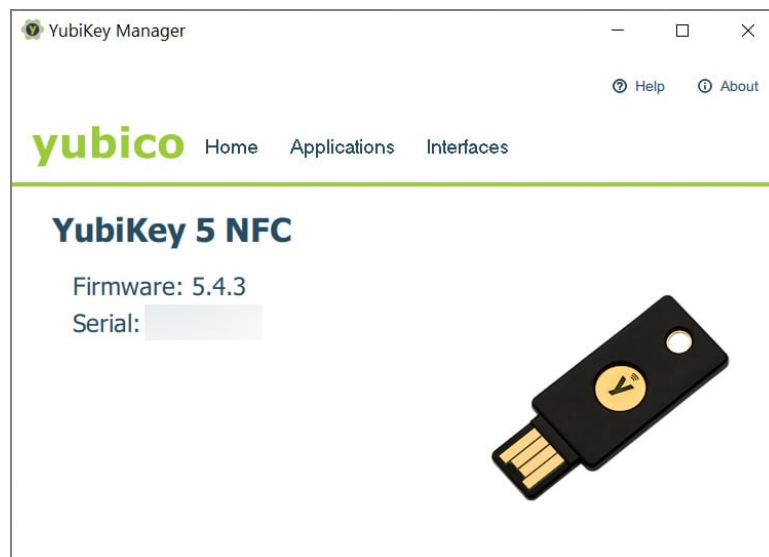 YubiKey Manager
Help About
yubico Home Applications Interfaces
YubiKey 5 NFC
Firmware: 5.4.3
Serial: